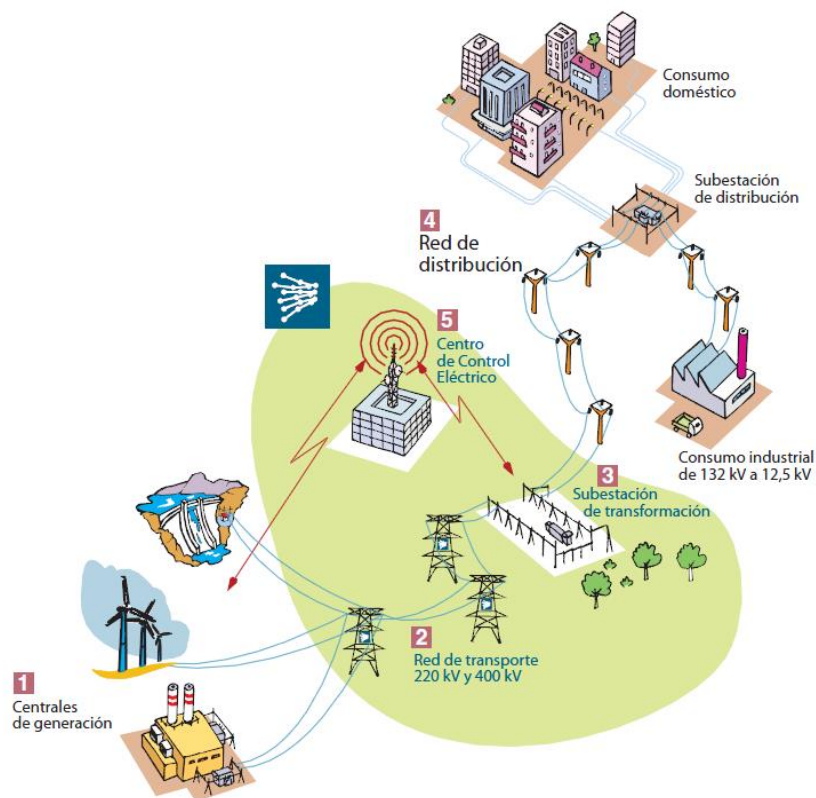 Consumo
doméstico
Subestación
de distribución
4
Red de
distribución
5
Centro
de Control
Eléctrico
Consumo industrial
de 132 kV a 12,5 kV
3
Subestación
de transformación
2
Red de transporte
220 kV y 400 kV
1
Centrales
de generación